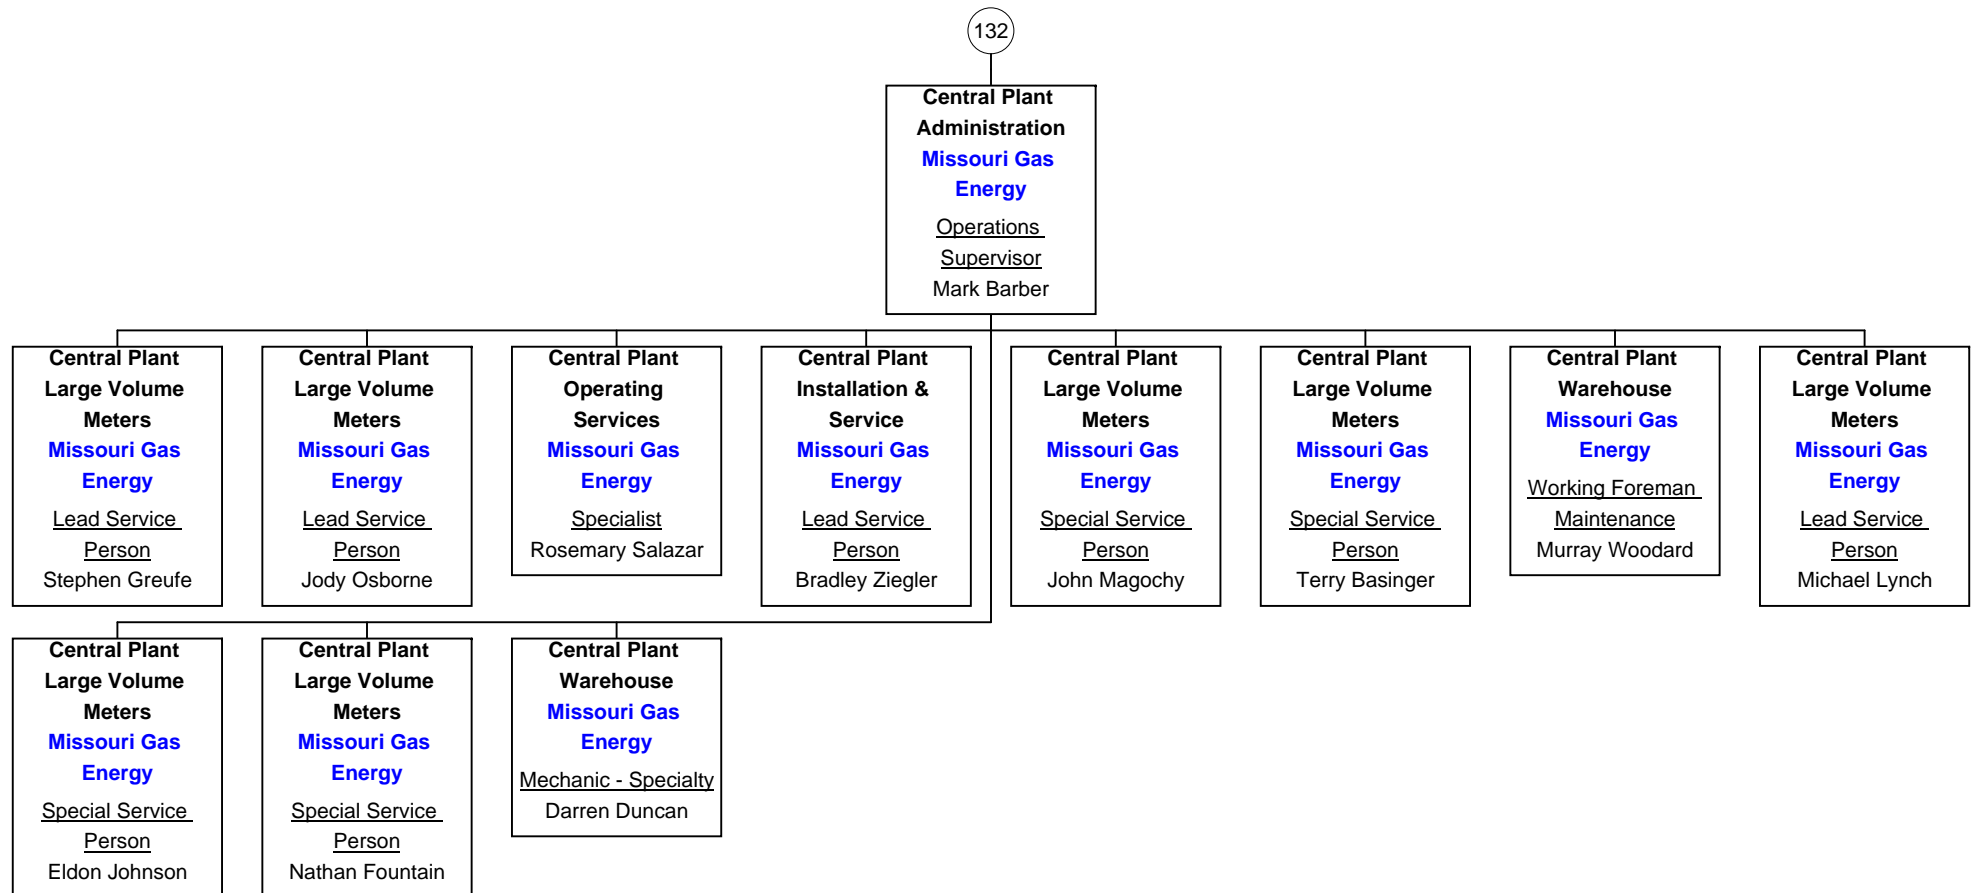 132
Central Plant
Administration
Missouri Gas
Energy
Operations
Supervisor
Mark Barber
Central Plant
Large Volume
Meters
Missouri Gas
Energy
Lead Service
Person
Stephen Greufe
Central Plant
Large Volume
Meters
Missouri Gas
Energy
Lead Service
Person
Jody Osborne
Central Plant
Operating
Services
Missouri Gas
Energy
Specialist
Rosemary Salazar
Central Plant
Installation &
Service
Missouri Gas
Energy
Lead Service
Person
Bradley Ziegler
Central Plant
Large Volume
Meters
Missouri Gas
Energy
Special Service
Person
John Magochy
Central Plant
Large Volume
Meters
Missouri Gas
Energy
Special Service
Person
Terry Basinger
Central Plant
Warehouse
Missouri Gas
Energy
Working Foreman
Maintenance
Murray Woodard
Central Plant
Large Volume
Meters
Missouri Gas
Energy
Lead Service
Person
Michael Lynch
Central Plant
Large Volume
Meters
Missouri Gas
Energy
Special Service
Person
Eldon Johnson
Central Plant
Large Volume
Meters
Missouri Gas
Energy
Special Service
Person
Nathan Fountain
Central Plant
Warehouse
Missouri Gas
Energy
Mechanic - Specialty
Darren Duncan